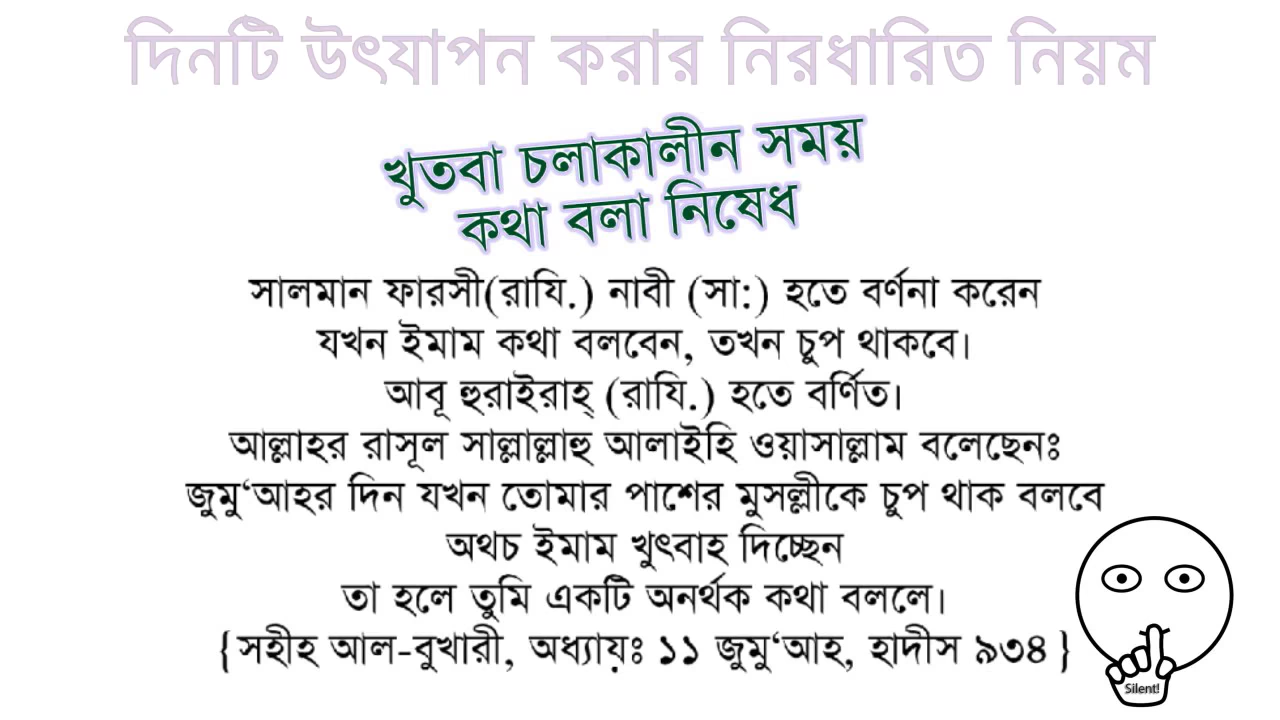 দিনটি উৎযাপন করার নিরধারিত নিয়ম
খুতবা চলাকালীন সময়
কথা বলা নিষেধ
সালমান ফারসী(রাযি.) নাবী (সা:) হতে বর্ণনা করেন
যখন ইমাম কথা বলবেন, তখন চুপ থাকবে।
আবূ হুরাইরাহ্ (রাযি.) হতে বর্ণিত।
আল্লাহর রাসূল সাল্লাল্লাহু আলাইহি ওয়াসাল্লাম বলেছেনঃ
জুমু‘আহর দিন যখন তোমার পাশের মুসল্লীকে চুপ থাক বলবে
অথচ ইমাম খুৎবাহ দিচ্ছেন
তা হলে তুমি একটি অনর্থক কথা বললে।
{সহীহ আল-বুখারী, অধ্যায়ঃ ১১ জুমু‘আহ, হাদীস ৯৩৪}
Silent!